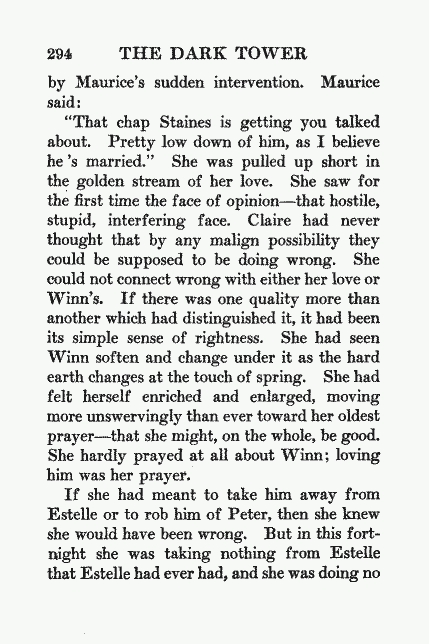 294 THE DARK TOWER
by Maurice's sudden intervention. Maurice
said:
"That chap Staines is getting you talked
about. Pretty low down of him, as I believe
he's married." She was pulled up short in
the golden stream of her love. She saw for
the first time the face of opinion—that hostile,
stupid, interfering face. Claire had never
thought that by any malign possibility they
could be supposed to be doing wrong. She
could not connect wrong with either her love or
Winn's. If there was one quality more than
another which had distinguished it, it had been
its simple sense of rightness. She had seen
Winn soften and change under it as the hard
earth changes at the touch of spring. She had
felt herself enriched and enlarged, moving
more unswervingly than ever toward her oldest
prayer—that she might, on the whole, be good.
She hardly prayed at all about Winn; loving
him was her prayer.
If she had meant to take him away from
Estelle or to rob him of Peter, then she knew
she would have been wrong. But in this fort-
night she was taking nothing from Estelle
that Estelle had ever had, and she was doing no